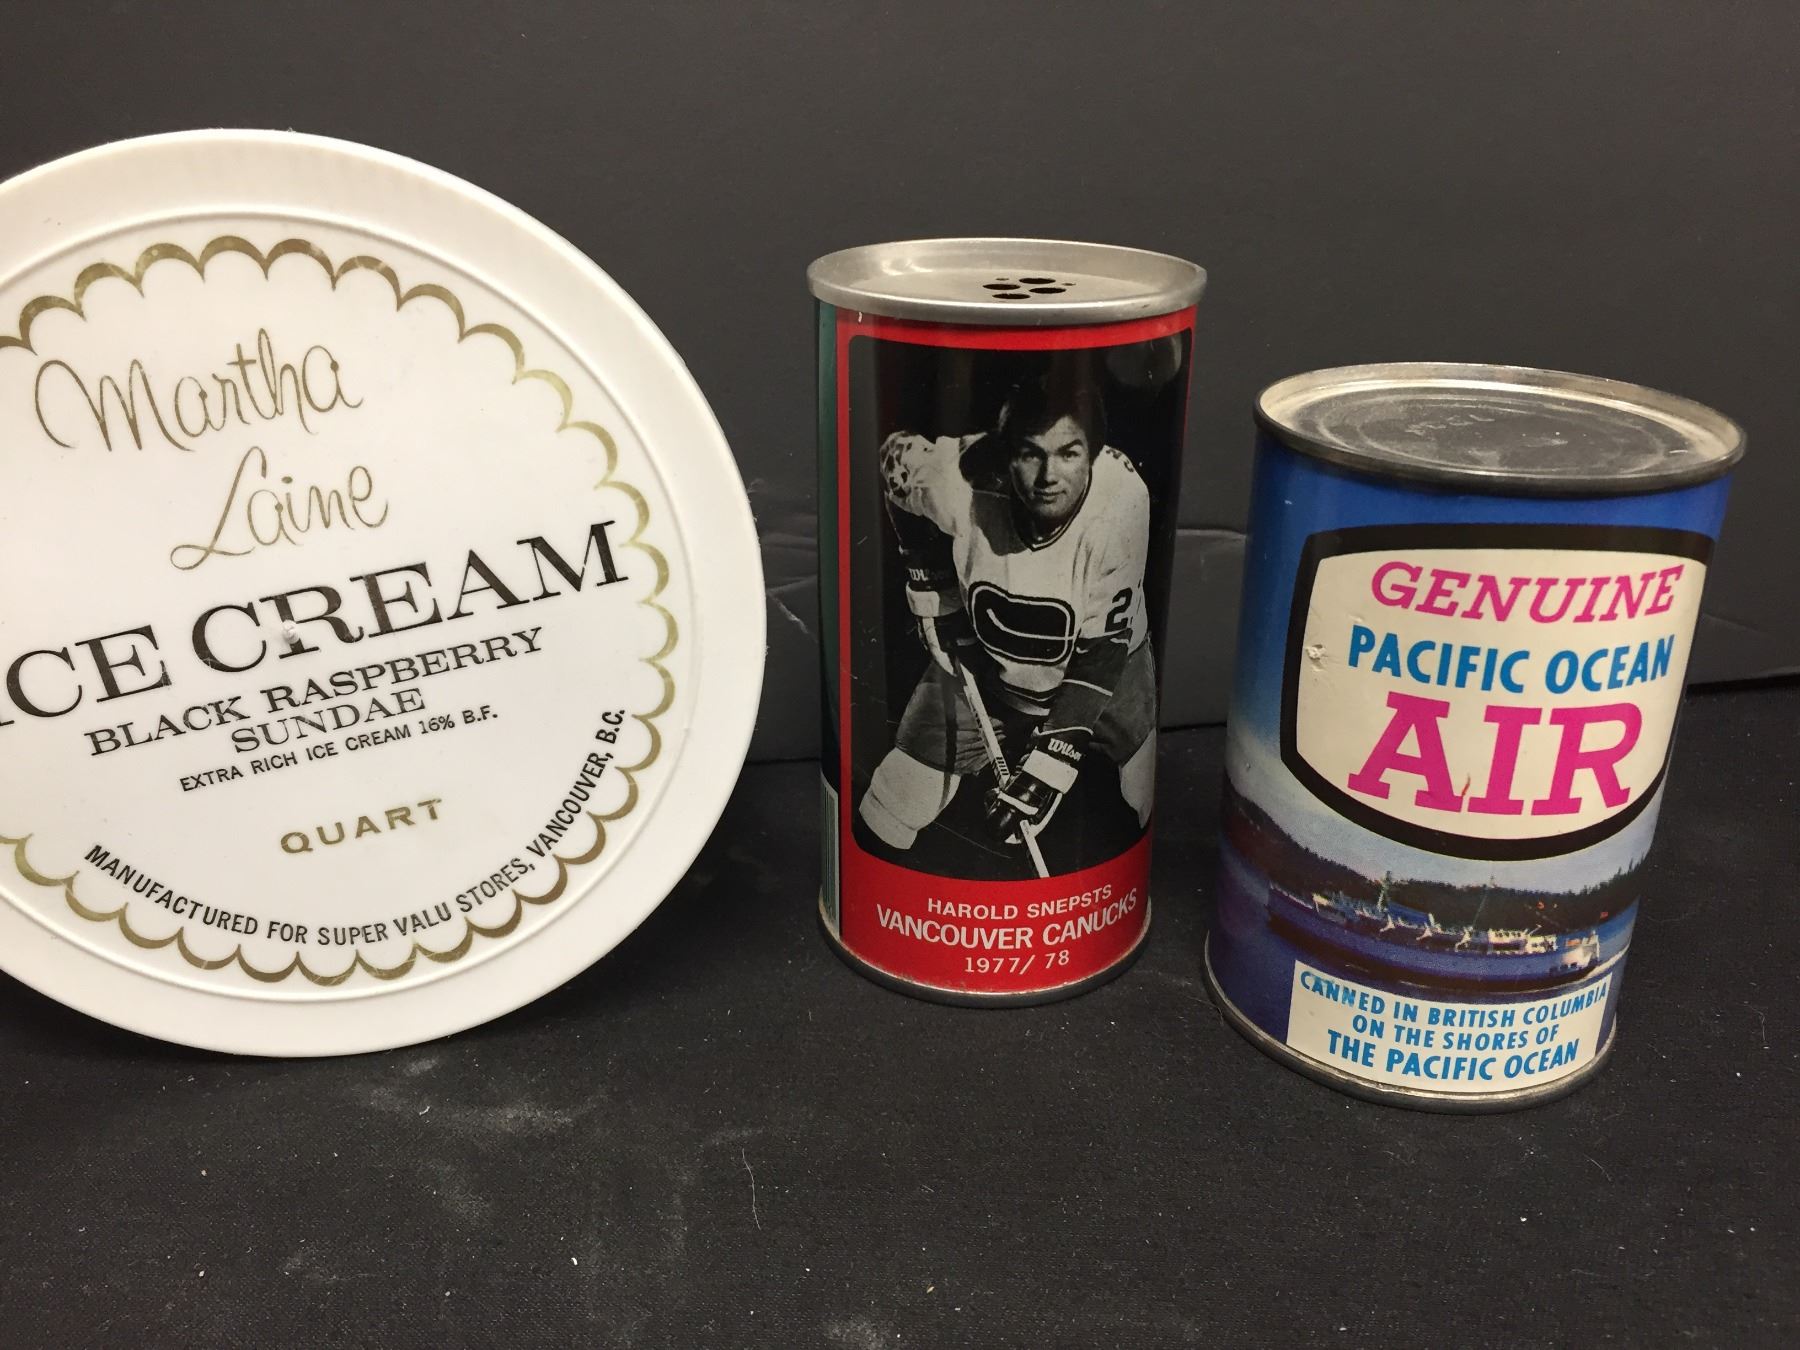 Martha
Laine
ICE CREAM
BLACK RASPBERRY
SUNDAE
EXTRA RICH ICE CREAM 16% B.F.
QUART
MANUFACTURED FOR SUPER VALU STORES, VANCOUVER, B.C.
Wilson
2
HAROLD SNEPSTS
VANCOUVER CANUCKS
1977/ 78
GENUINE
PACIFIC OCEAN
AIR
CANNED IN BRITISH COLUMBIA
ON THE SHORES OF
THE PACIFIC OCEAN